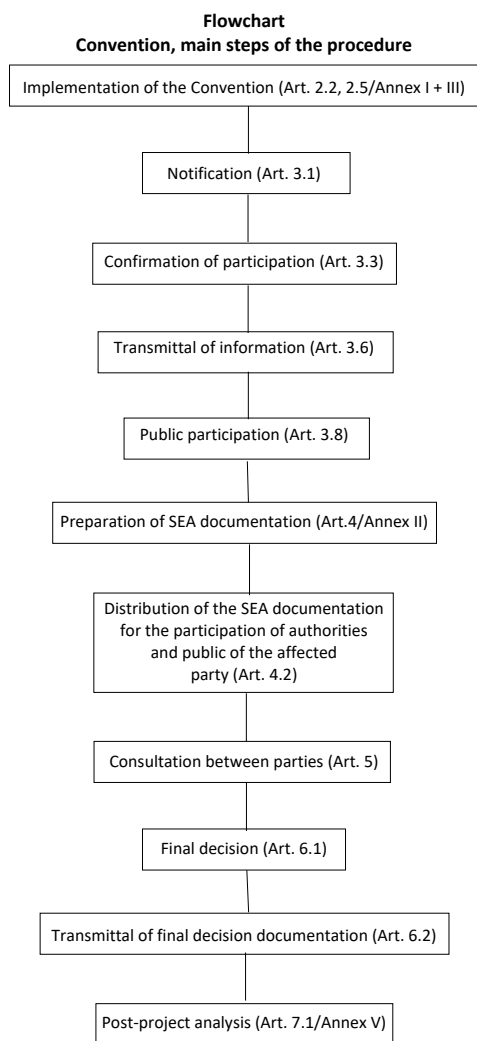 Flowchart
Convention, main steps of the procedure
Implementation of the Convention (Art. 2.2, 2.5/Annex I + III)
Notification (Art. 3.1)
Confirmation of participation (Art. 3.3)
Transmittal of information (Art. 3.6)
Public participation (Art. 3.8)
Preparation of SEA documentation (Art.4/Annex II)
Distribution of the SEA documentation
for the participation of authorities
and public of the affected
party (Art. 4.2)
Consultation between parties (Art. 5)
Final decision (Art. 6.1)
Transmittal of final decision documentation (Art. 6.2)
Post-project analysis (Art. 7.1/Annex V)